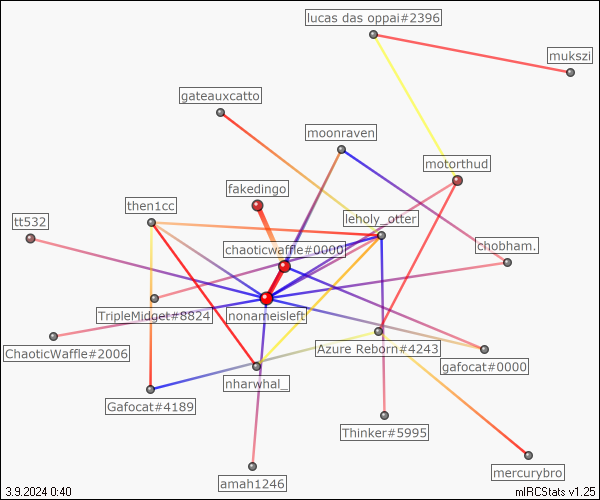 lucas das oppai#2396
mukszi
gateauxcatto
moonraven
motorthud
fakedingo
then1cc
leholy_otter
tt532
chaoticwaffle#0000
chobham.
TripleMidget#8824
nonameisleft
ChaoticWaffle#2006
Azure Reborn#4243
gafocat#0000
nharwhal_
Gafocat#4189
Thinker#5995
mercurybro
amah1246
3.9.2024 0:40
mIRCStats v1.25